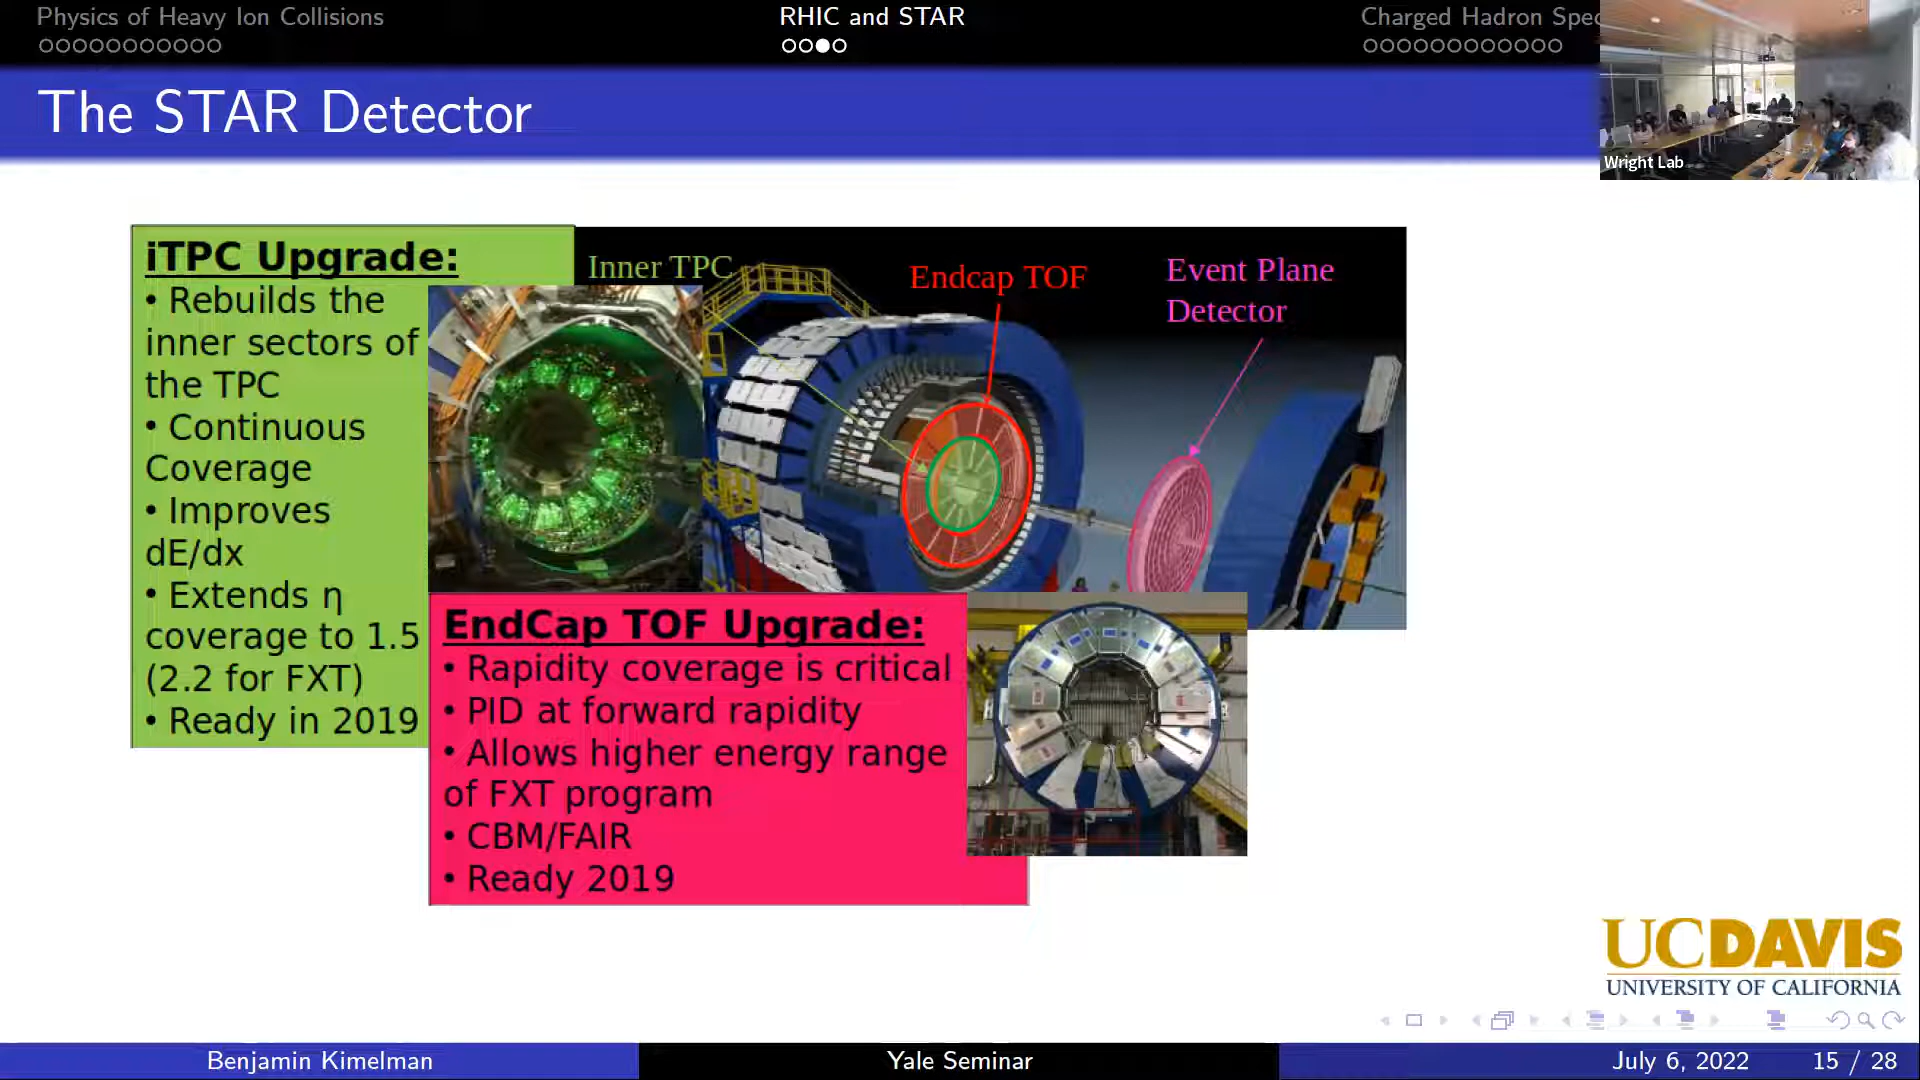 Physics of Heavy Ion Collisions
RHIC and STAR
Charged Hadron Spec
Wright Lab
The STAR Detector
iTPC Upgrade:
• Rebuilds the
inner sectors of
the TPC
• Continuous
Coverage
• Improves
dE/dx
• Extends η
coverage to 1.5
(2.2 for FXT)
• Ready in 2019
Inner TPC
Endcap TOF
Event Plane
Detector
EndCap TOF Upgrade:
• Rapidity coverage is critical
• PID at forward rapidity
• Allows higher energy range
of FXT program
• CBM/FAIR
• Ready 2019
UCDAVIS
UNIVERSITY OF CALIFORNIA
Benjamin Kimelman
Yale Seminar
July 6, 2022
15 / 28